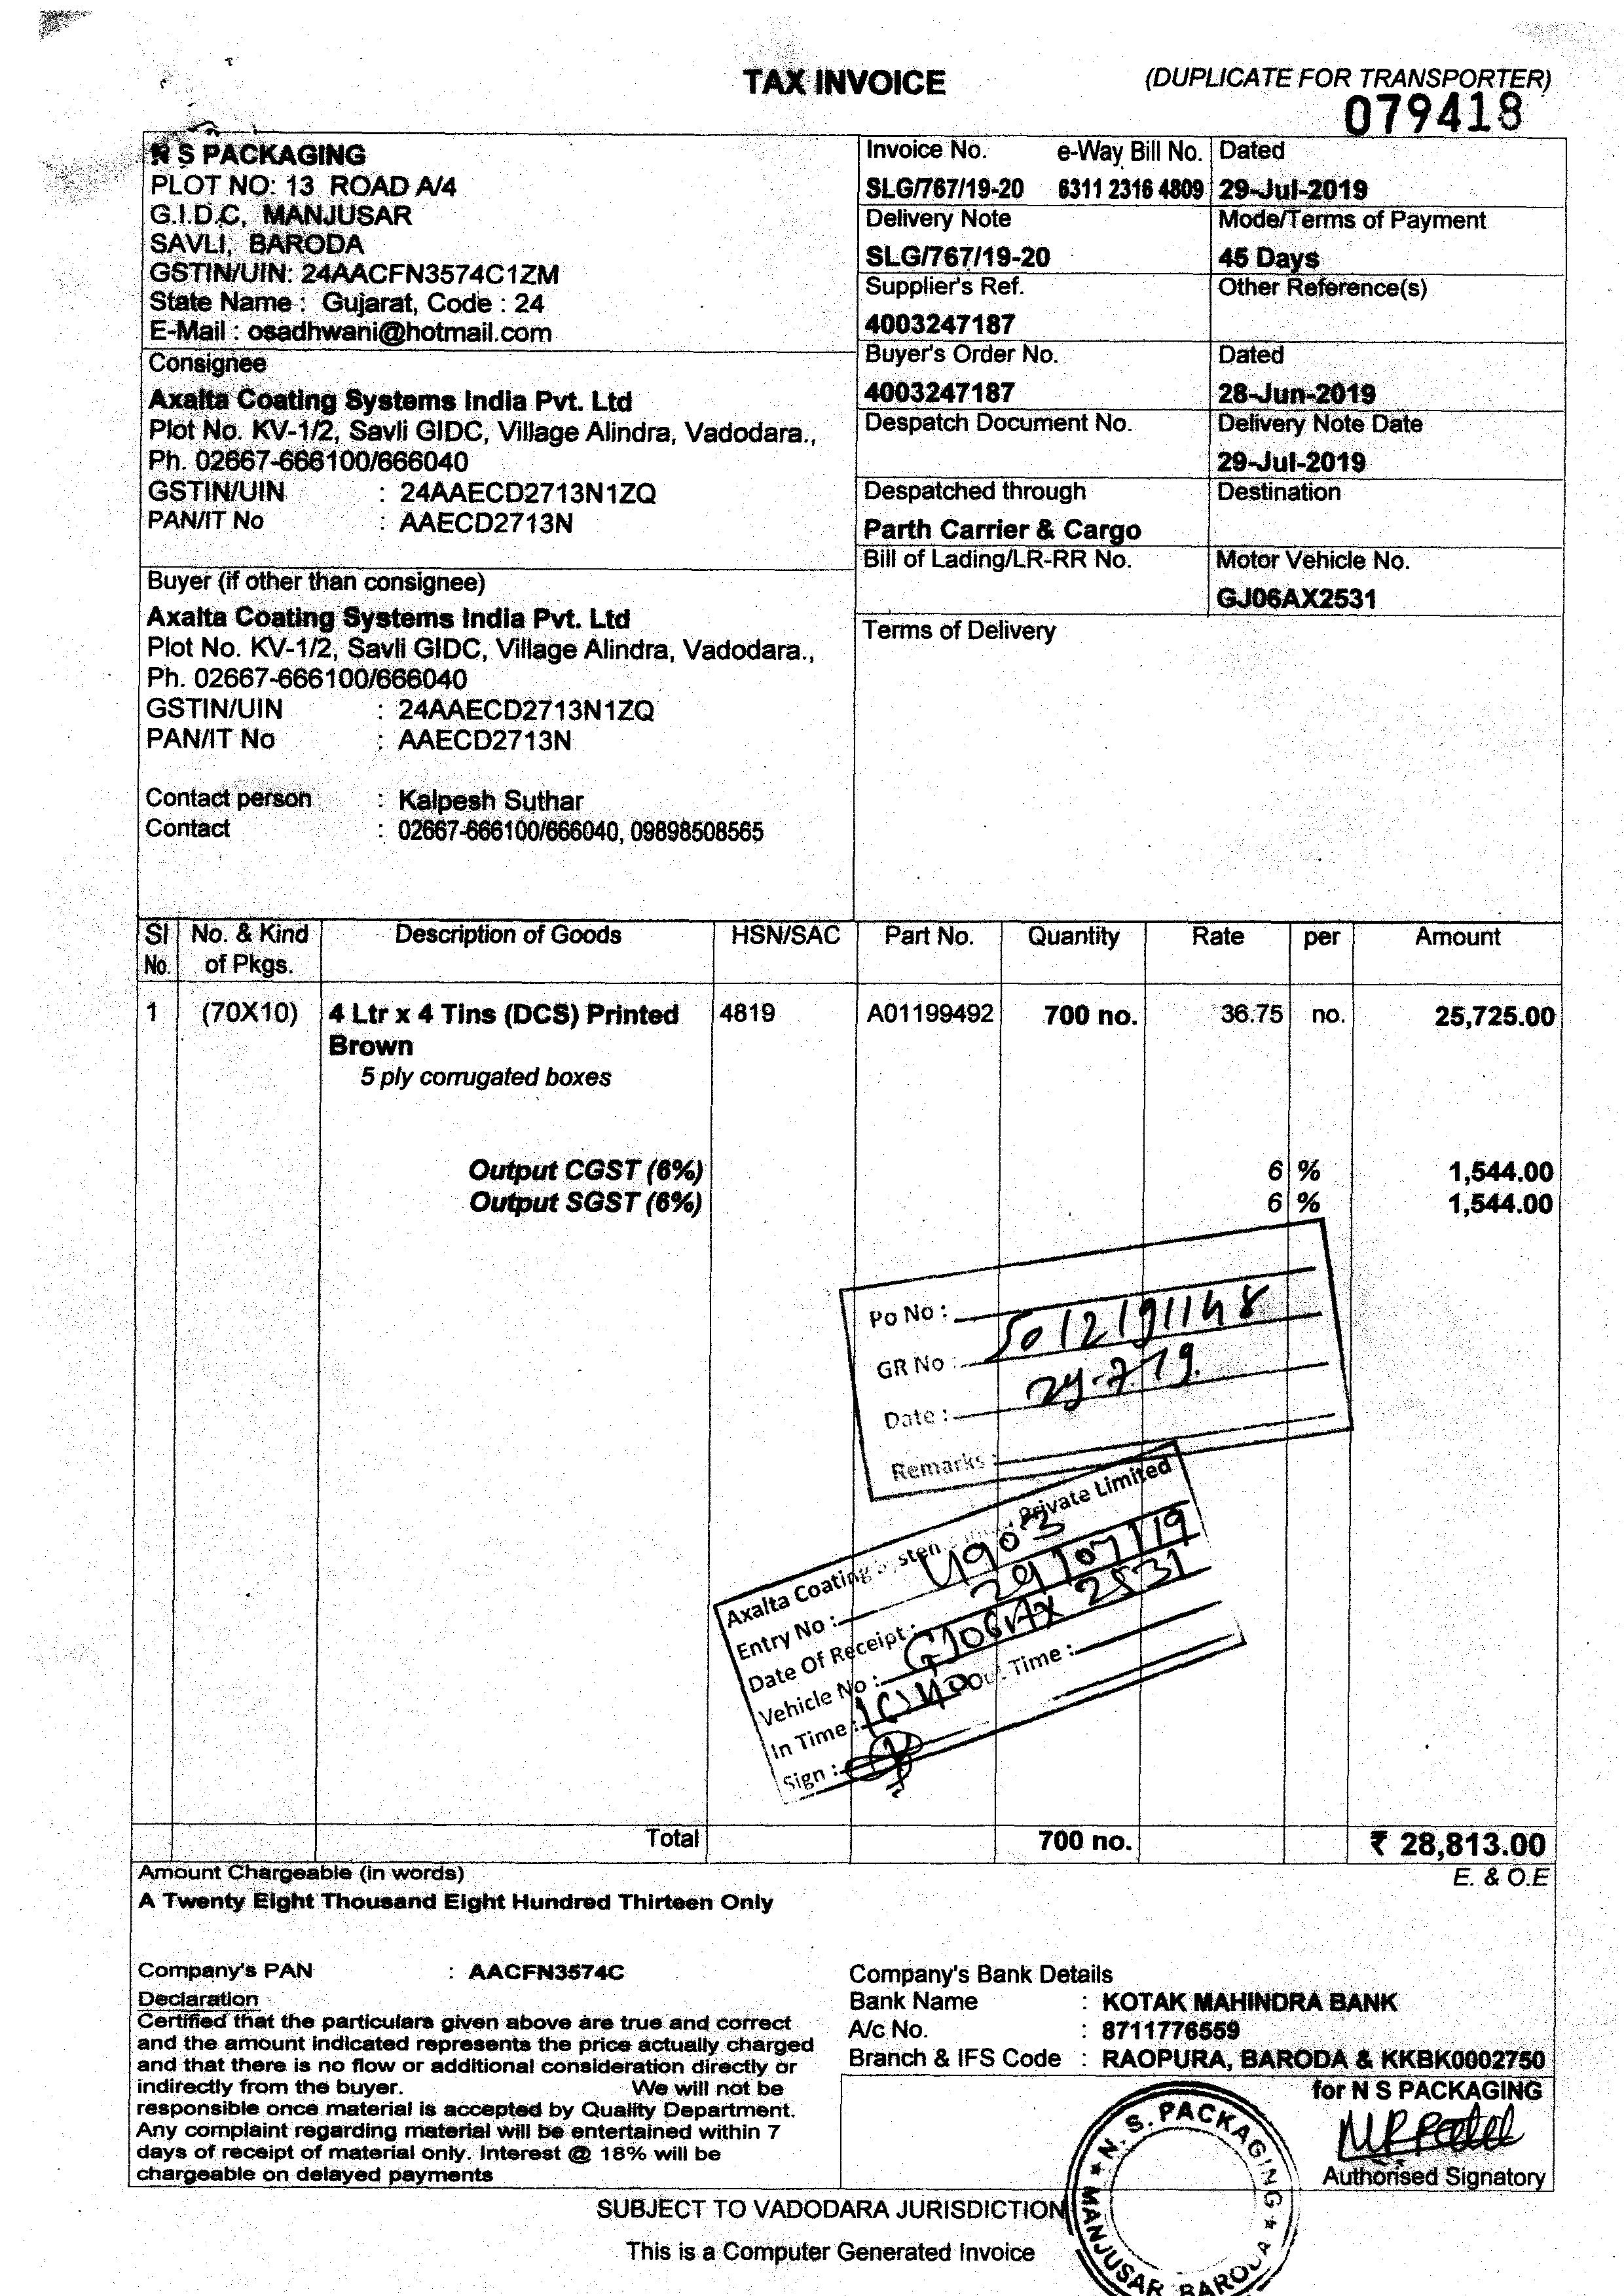 TAX INVOICE
(DUPLICATE FOR TRANSPORTER)
079418
N S PACKAGING
PLOT NO: 13 ROAD A/4
G.I.D.C, MANJUSAR
SAVLI, BARODA
GSTIN/UIN: 24AACFN3574C1ZM
State Name : Gujarat, Code : 24
E-Mail : osadhwani@hotmail.com
Invoice No. e-Way Bill No. Dated
SLG/767/19-20 6311 2316 4809 29-Jul-2019
Delivery Note Mode/Terms of Payment
SLG/767/19-20 45 Days
Supplier's Ref. Other Reference(s)
4003247187
Buyer's Order No. Dated
4003247187 28-Jun-2019
Despatch Document No. Delivery Note Date
29-Jul-2019
Despatched through Destination
Parth Carrier & Cargo
Bill of Lading/LR-RR No. Motor Vehicle No.
GJ06AX2531
Terms of Delivery
Consignee
Axalta Coating Systems India Pvt. Ltd
Plot No. KV-1/2, Savli GIDC, Village Alindra, Vadodara.,
Ph. 02667-666100/666040
GSTIN/UIN : 24AAECD2713N1ZQ
PAN/IT No : AAECD2713N
Buyer (if other than consignee)
Axalta Coating Systems India Pvt. Ltd
Plot No. KV-1/2, Savli GIDC, Village Alindra, Vadodara.,
Ph. 02667-666100/666040
GSTIN/UIN : 24AAECD2713N1ZQ
PAN/IT No : AAECD2713N
Contact person : Kalpesh Suthar
Contact : 02667-666100/666040, 09898508565
Sl No. & Kind Description of Goods HSN/SAC Part No. Quantity Rate per Amount
No. of Pkgs.
1 (70X10) 4 Ltr x 4 Tins (DCS) Printed 4819 A01199492 700 no. 36.75 no. 25,725.00
Brown
5 ply corrugated boxes
Output CGST (6%) 6 % 1,544.00
Output SGST (6%) 6 % 1,544.00
Po No :
GR No : 5012191148
Date : 29-7-19.
Remarks :
Axalta Coating Private Limited
Entry No : 4903
Date Of Receipt : 29/07/19
Vehicle No : GJ06AX 2531
In Time : 10/40 Out Time :
Sign :
Total 700 no. ₹ 28,813.00
Amount Chargeable (in words) E. & O.E
A Twenty Eight Thousand Eight Hundred Thirteen Only
Company's PAN : AACFN3574C
Declaration
Certified that the particulars given above are true and correct
and the amount indicated represents the price actually charged
and that there is no flow or additional consideration directly or
indirectly from the buyer. We will not be
responsible once material is accepted by Quality Department.
Any complaint regarding material will be entertained within 7
days of receipt of material only. Interest @ 18% will be
chargeable on delayed payments
Company's Bank Details
Bank Name : KOTAK MAHINDRA BANK
A/c No. : 8711776559
Branch & IFS Code : RAOPURA, BARODA & KKBK0002750
for N S PACKAGING
Authorised Signatory
N. S. PACKAGING
MANJUSAR BARODA
SUBJECT TO VADODARA JURISDICTION
This is a Computer Generated Invoice